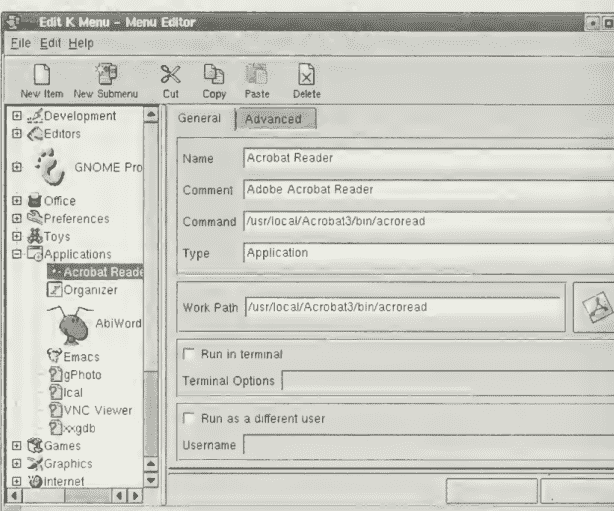 Edit K Menu – Menu Editor
File Edit Help
New Item New Submenu Cut Copy Paste Delete
Development
Editors
GNOME Pro
Office
Preferences
Toys
Applications
Acrobat Reade
Organizer
AbiWord
Emacs
gPhoto
Ical
VNC Viewer
xxgdb
Games
Graphics
Internet
General Advanced
Name Acrobat Reader
Comment Adobe Acrobat Reader
Command /usr/local/Acrobat3/bin/acroread
Type Application
Work Path /usr/local/Acrobat3/bin/acroread
Run in terminal
Terminal Options
Run as a different user
Username